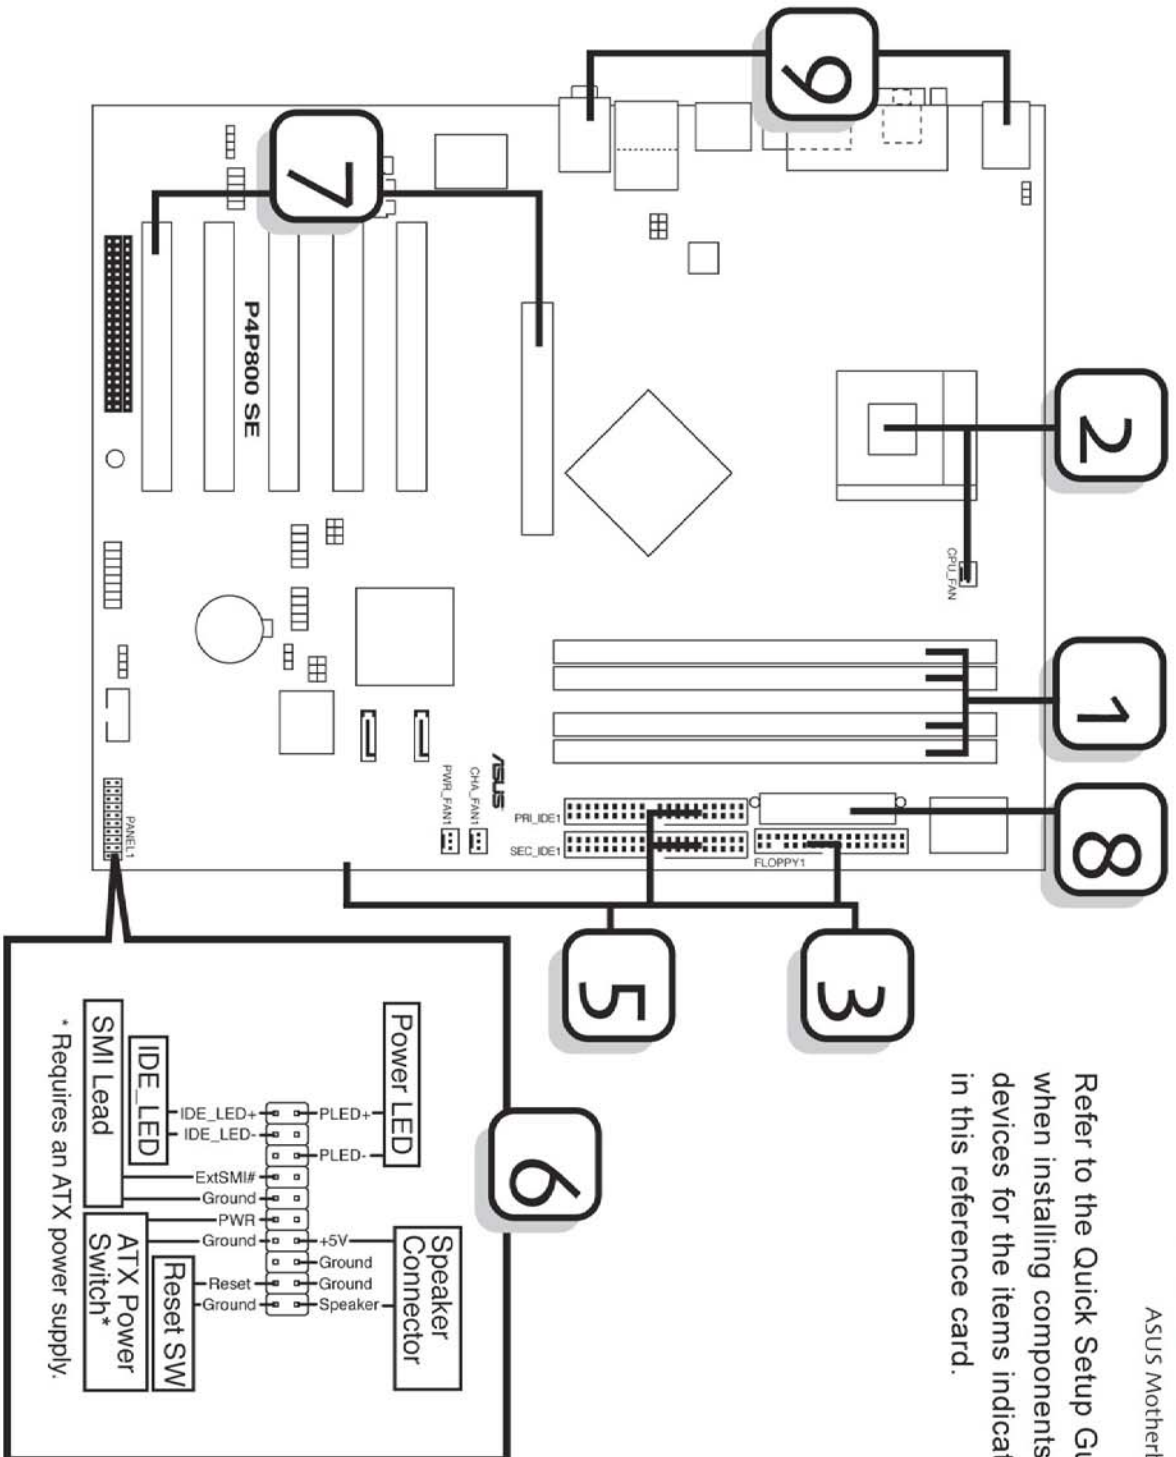 ASUS Motherb
Refer to the Quick Setup Gu
when installing components
devices for the items indicat
in this reference card.
9
2
1
8
7
5
3
6
P4P800 SE
CPU_FAN
ASUS
CHA_FAN1
PWR_FAN1
PRI_IDE1
SEC_IDE1
FLOPPY1
PANEL1
Power LED
Speaker
Connector
PLED+
PLED-
+5V
Ground
Ground
Speaker
IDE_LED+
IDE_LED-
ExtSMI#
Ground
PWR
Ground
Reset
Ground
IDE_LED
Reset SW
SMI Lead
ATX Power
Switch*
* Requires an ATX power supply.